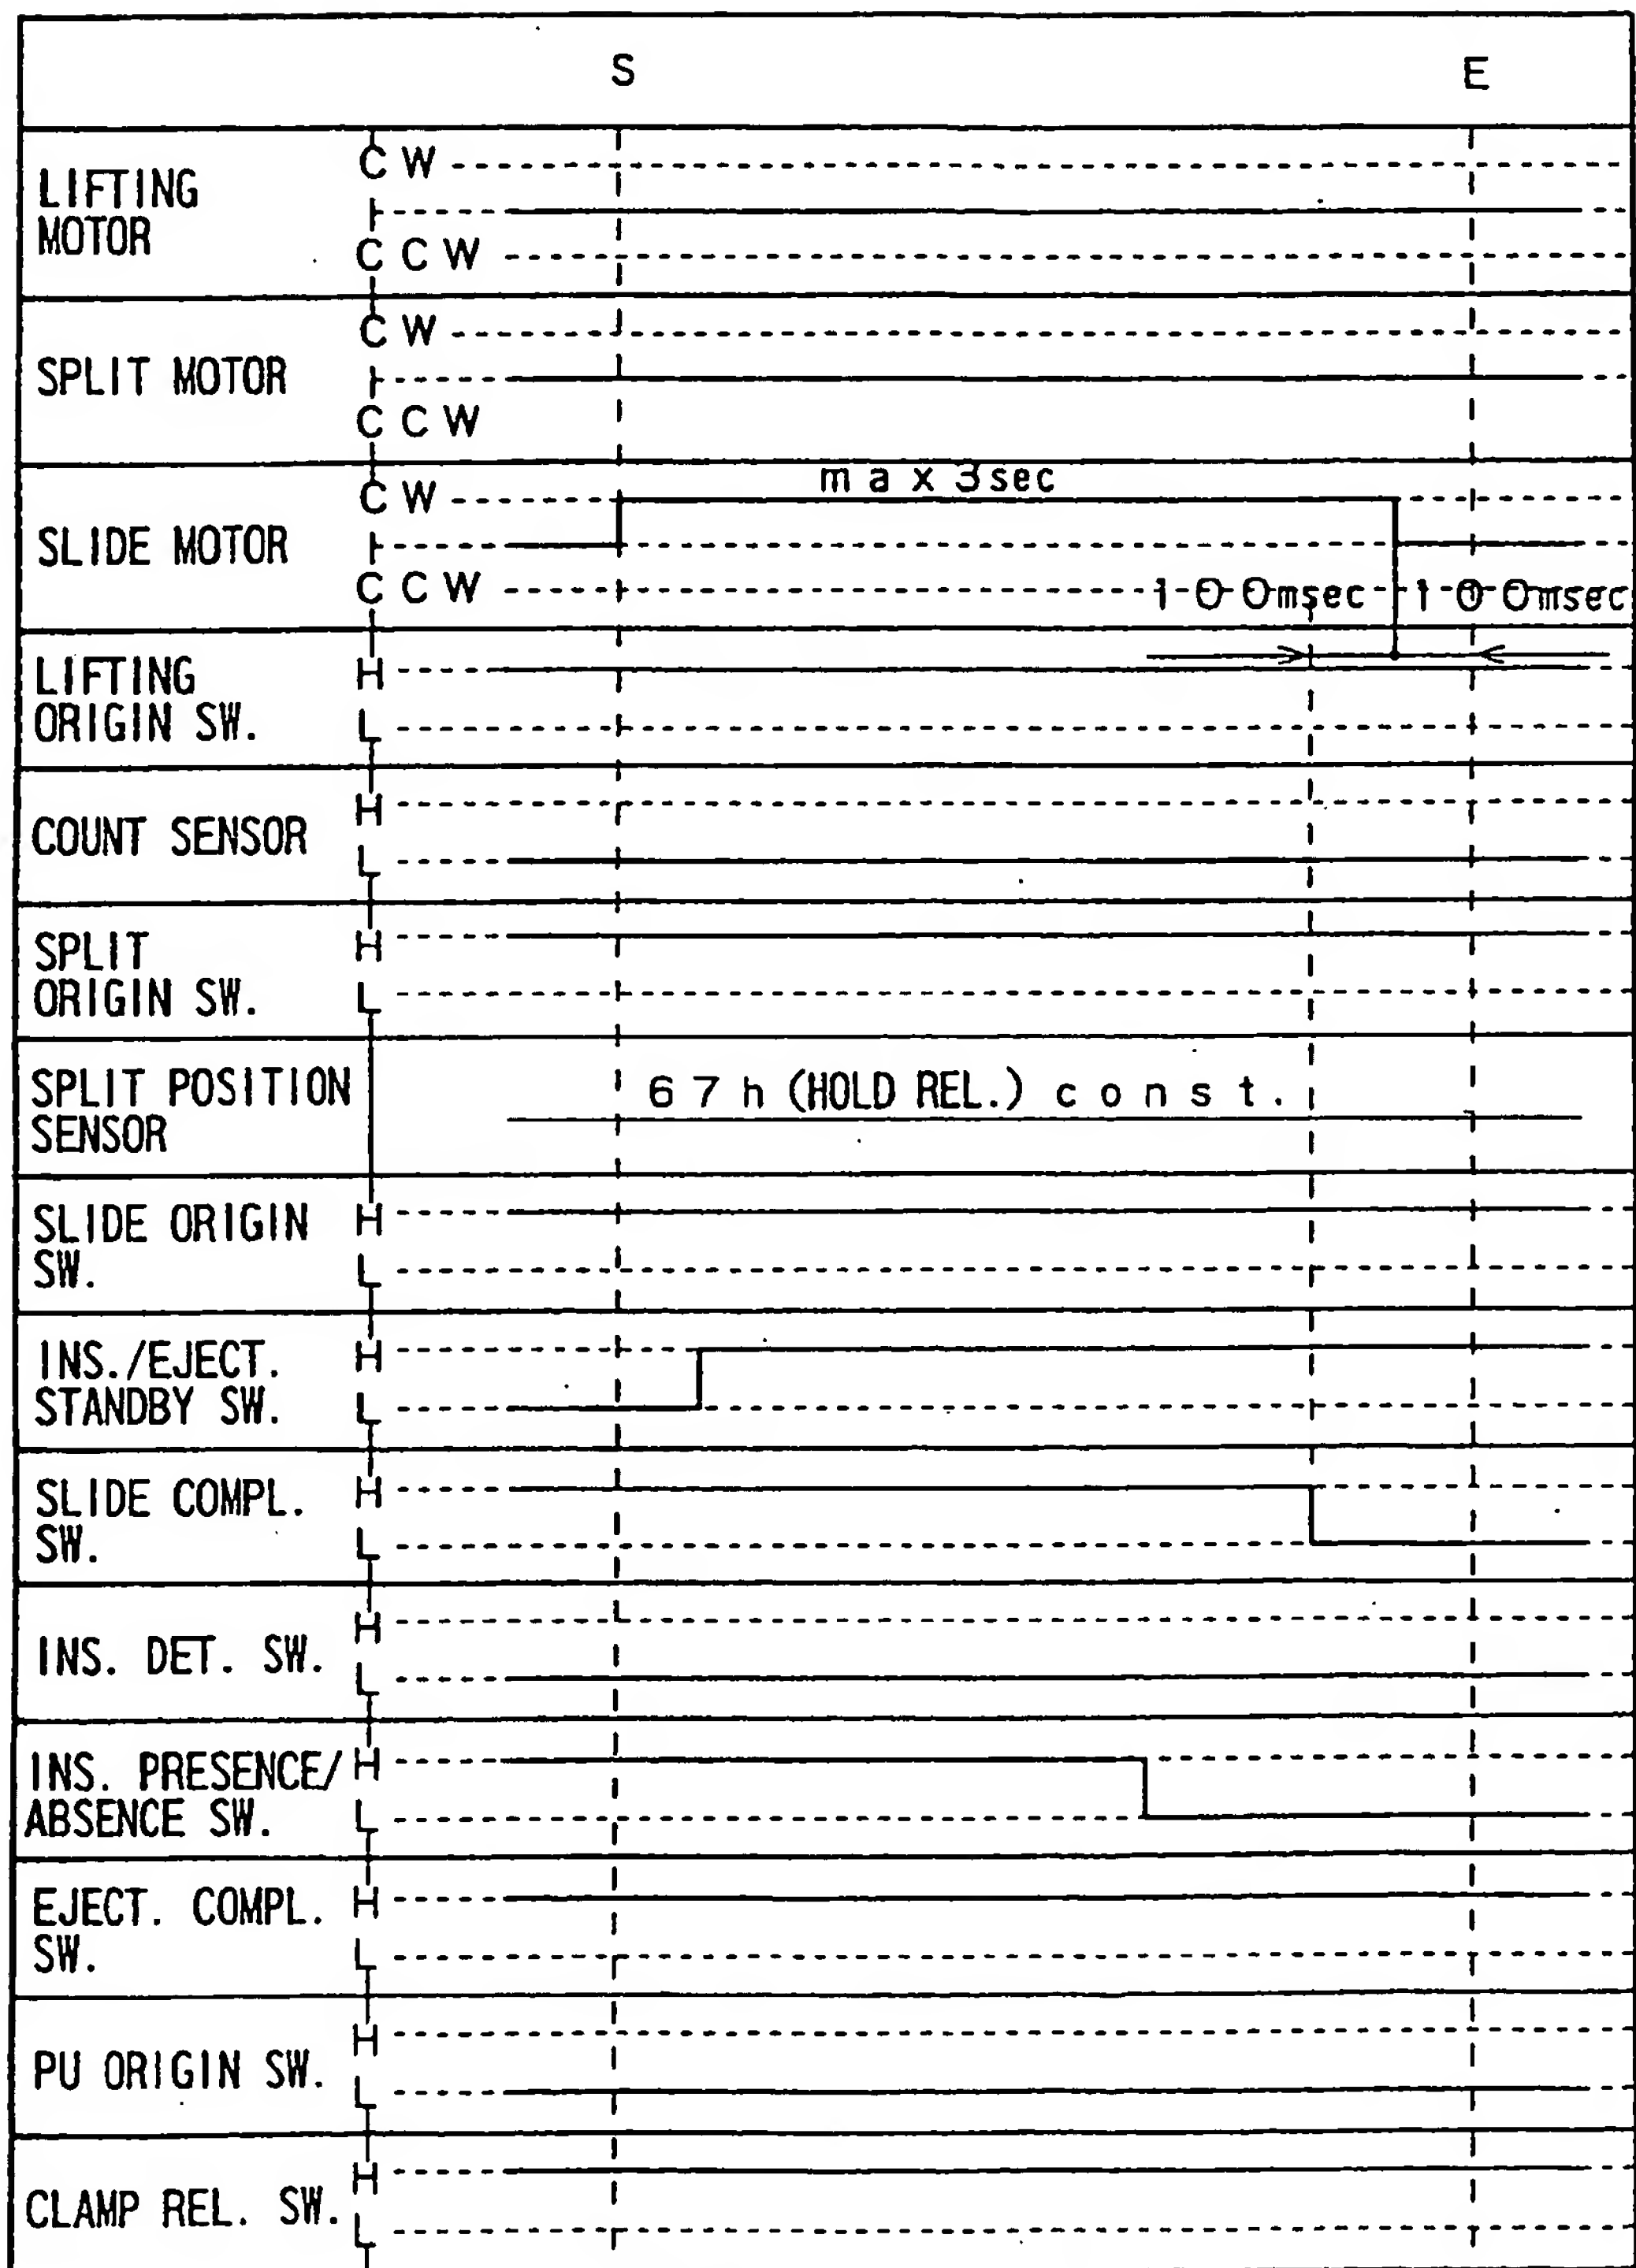 S E
LIFTING
MOTOR
CW
CCW
SPLIT MOTOR
CW
CCW
SLIDE MOTOR
CW
max 3sec
CCW
100msec 100msec
LIFTING
ORIGIN SW.
H
L
COUNT SENSOR
H
L
SPLIT
ORIGIN SW.
H
L
SPLIT POSITION
SENSOR
67h (HOLD REL.) const.
SLIDE ORIGIN
SW.
H
L
INS./EJECT.
STANDBY SW.
H
L
SLIDE COMPL.
SW.
H
L
INS. DET. SW.
H
L
INS. PRESENCE/
ABSENCE SW.
H
L
EJECT. COMPL.
SW.
H
L
PU ORIGIN SW.
H
L
CLAMP REL. SW.
H
L